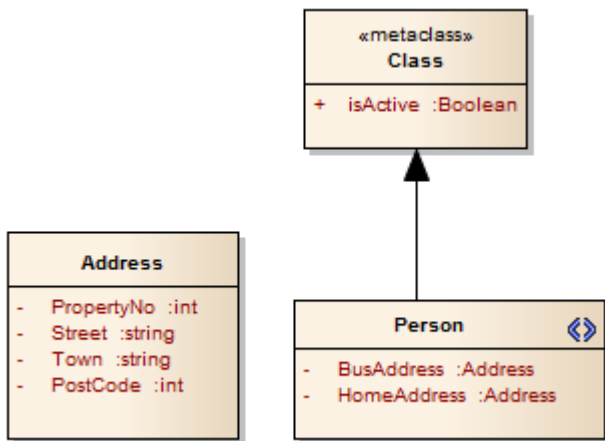 «metaclass»
Class
+ isActive :Boolean
Address
- PropertyNo :int
- Street :string
- Town :string
- PostCode :int
Person
- BusAddress :Address
- HomeAddress :Address